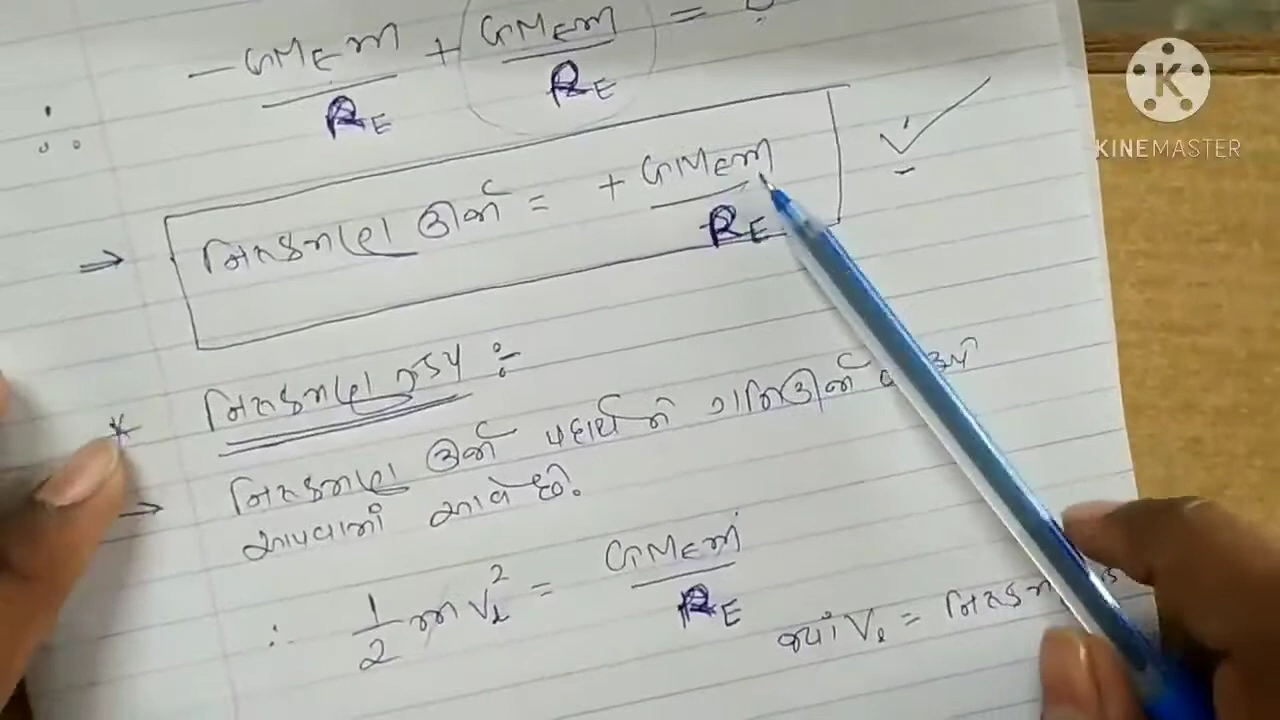 ∴ - GMEm/RE + GMEm/RE = 0
→ નિષ્ક્રમણ ઊર્જા = + GMEm/RE
* નિષ્ક્રમણ ઝડપ :-
→ નિષ્ક્રમણ ઊર્જા પદાર્થને ગતિઊર્જા
આપવામાં આવે છે.
∴ 1/2 m ve² = GMEm/RE
જ્યાં Ve =
K
KINEMASTER